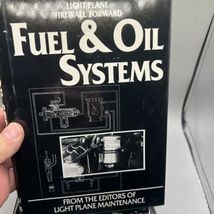 LIGHT PLANE
FIREWALL FORWARD
FUEL & OIL
SYSTEMS
FROM THE EDITORS OF
LIGHT PLANE MAINTENANCE